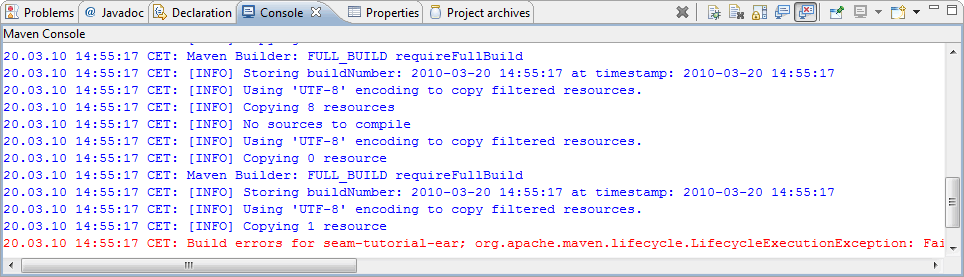 Problems @ Javadoc Declaration Console Properties Project archives
Maven Console
20.03.10 14:55:17 CET: Maven Builder: FULL_BUILD requireFullBuild
20.03.10 14:55:17 CET: [INFO] Storing buildNumber: 2010-03-20 14:55:17 at timestamp: 2010-03-20 14:55:17
20.03.10 14:55:17 CET: [INFO] Using 'UTF-8' encoding to copy filtered resources.
20.03.10 14:55:17 CET: [INFO] Copying 8 resources
20.03.10 14:55:17 CET: [INFO] No sources to compile
20.03.10 14:55:17 CET: [INFO] Using 'UTF-8' encoding to copy filtered resources.
20.03.10 14:55:17 CET: [INFO] Copying 0 resource
20.03.10 14:55:17 CET: Maven Builder: FULL_BUILD requireFullBuild
20.03.10 14:55:17 CET: [INFO] Storing buildNumber: 2010-03-20 14:55:17 at timestamp: 2010-03-20 14:55:17
20.03.10 14:55:17 CET: [INFO] Using 'UTF-8' encoding to copy filtered resources.
20.03.10 14:55:17 CET: [INFO] Copying 1 resource
20.03.10 14:55:17 CET: Build errors for seam-tutorial-ear; org.apache.maven.lifecycle.LifecycleExecutionException: Fai